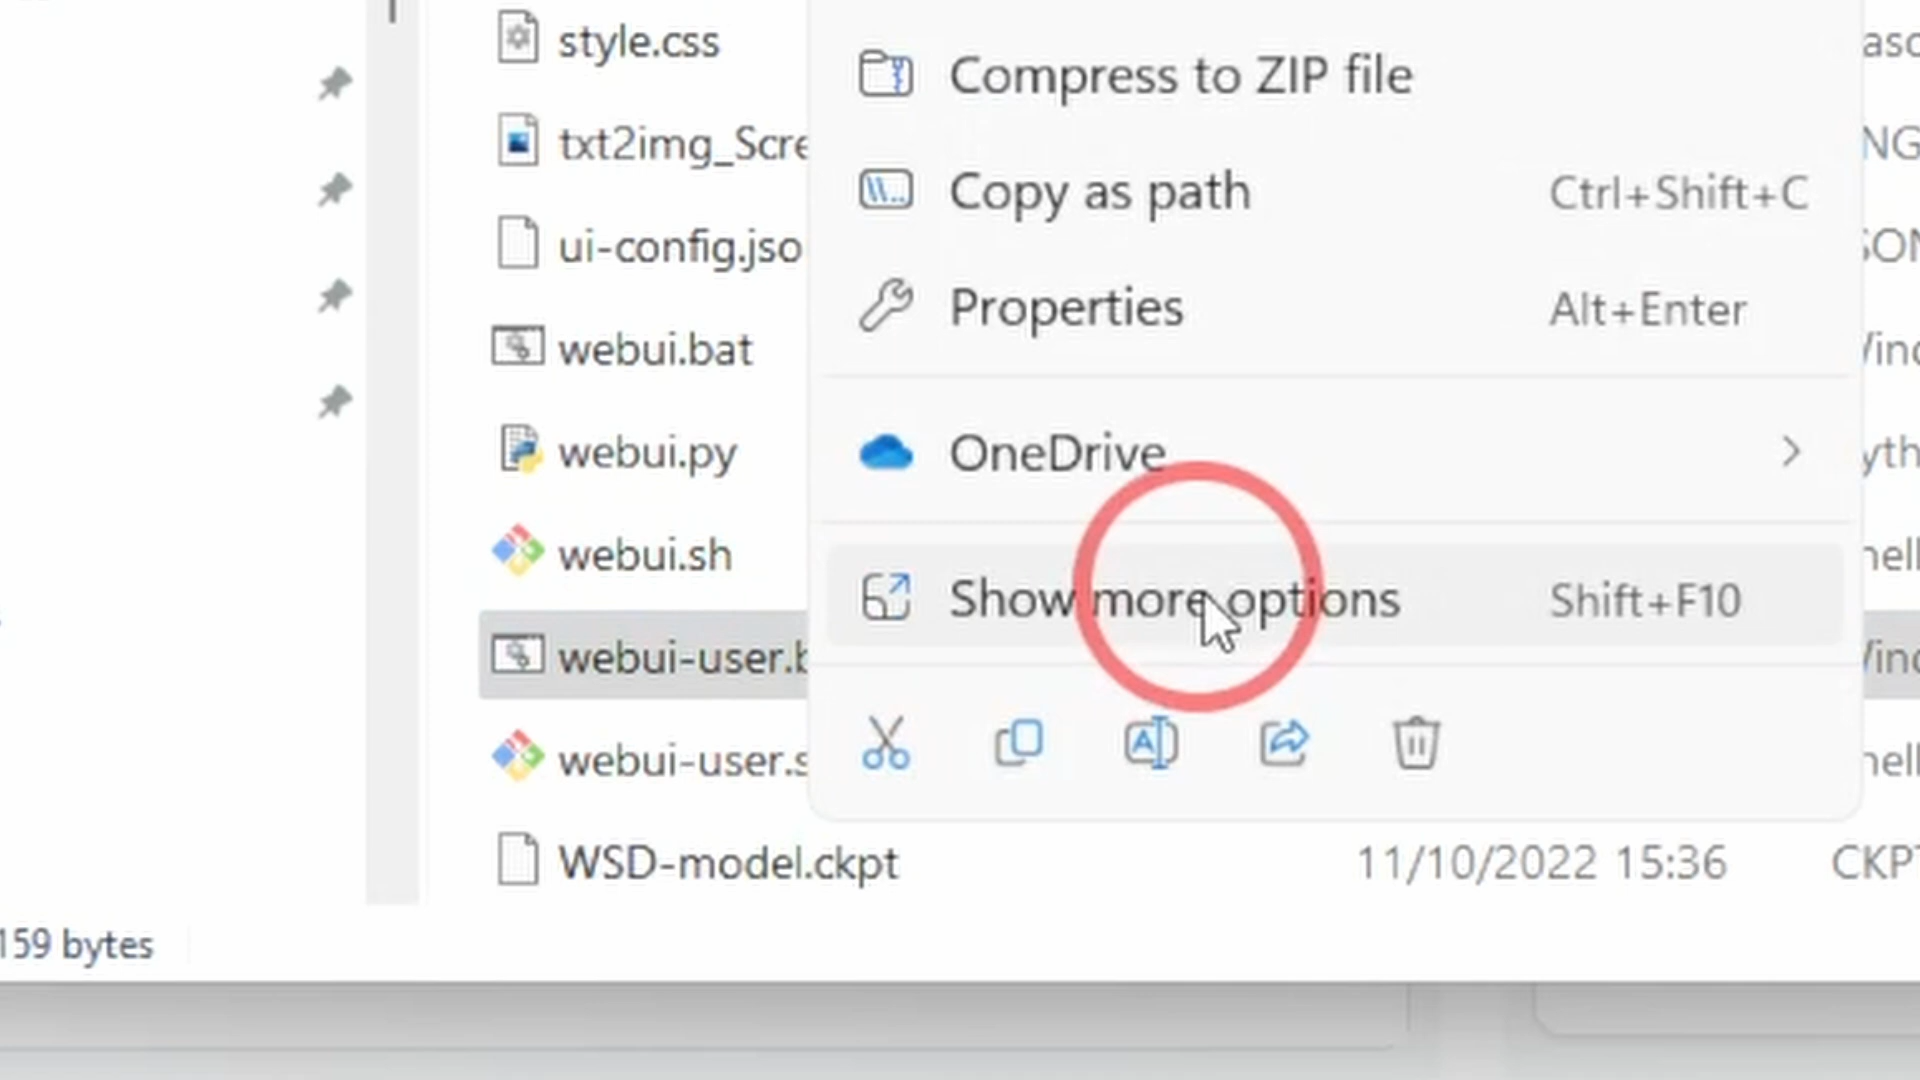 style.css
txt2img_Scre
ui-config.jso
webui.bat
webui.py
webui.sh
webui-user.b
webui-user.s
WSD-model.ckpt 11/10/2022 15:36 CKP
Compress to ZIP file
Copy as path Ctrl+Shift+C
Properties Alt+Enter
OneDrive
Show more options Shift+F10
159 bytes